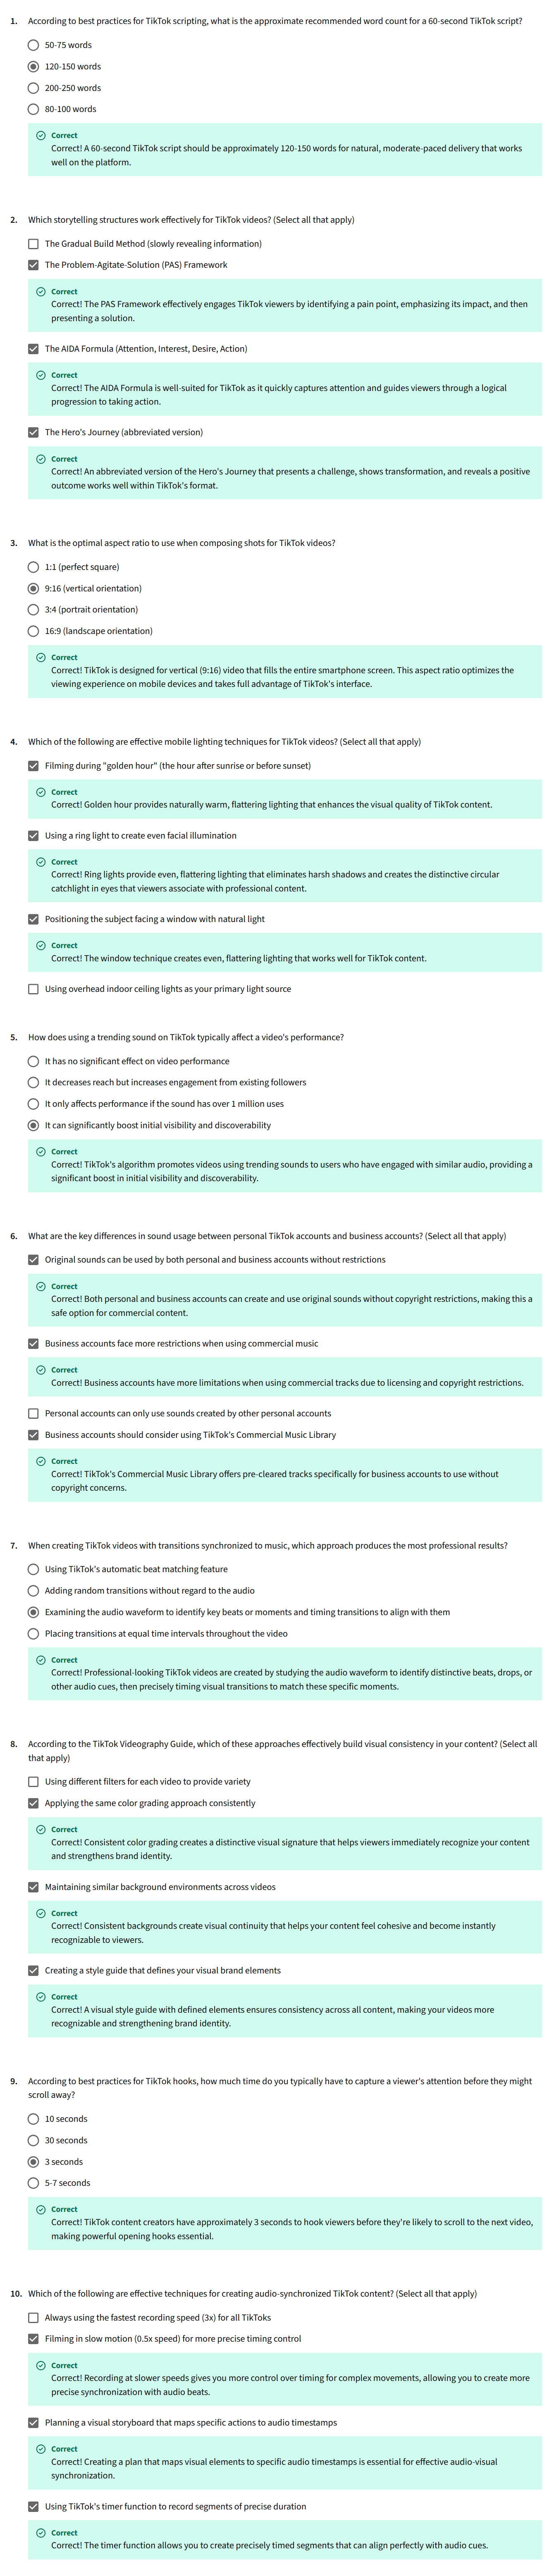 1. According to best practices for TikTok scripting, what is the approximate recommended word count for a 60-second TikTok script?
50-75 words
120-150 words
200-250 words
80-100 words
Correct
Correct! A 60-second TikTok script should be approximately 120-150 words for natural, moderate-paced delivery that works
well on the platform.
2. Which storytelling structures work effectively for TikTok videos? (Select all that apply)
The Gradual Build Method (slowly revealing information)
The Problem-Agitate-Solution (PAS) Framework
Correct
Correct! The PAS Framework effectively engages TikTok viewers by identifying a pain point, emphasizing its impact, and then
presenting a solution.
The AIDA Formula (Attention, Interest, Desire, Action)
Correct
Correct! The AIDA Formula is well-suited for TikTok as it quickly captures attention and guides viewers through a logical
progression to taking action.
The Hero's Journey (abbreviated version)
Correct
Correct! An abbreviated version of the Hero's Journey that presents a challenge, shows transformation, and reveals a positive
outcome works well within TikTok's format.
3. What is the optimal aspect ratio to use when composing shots for TikTok videos?
1:1 (perfect square)
9:16 (vertical orientation)
3:4 (portrait orientation)
16:9 (landscape orientation)
Correct
Correct! TikTok is designed for vertical (9:16) video that fills the entire smartphone screen. This aspect ratio optimizes the
viewing experience on mobile devices and takes full advantage of TikTok's interface.
4. Which of the following are effective mobile lighting techniques for TikTok videos? (Select all that apply)
Filming during "golden hour" (the hour after sunrise or before sunset)
Correct
Correct! Golden hour provides naturally warm, flattering lighting that enhances the visual quality of TikTok content.
Using a ring light to create even facial illumination
Correct
Correct! Ring lights provide even, flattering lighting that eliminates harsh shadows and creates the distinctive circular
catchlight in eyes that viewers associate with professional content.
Positioning the subject facing a window with natural light
Correct
Correct! The window technique creates even, flattering lighting that works well for TikTok content.
Using overhead indoor ceiling lights as your primary light source
5. How does using a trending sound on TikTok typically affect a video's performance?
It has no significant effect on video performance
It decreases reach but increases engagement from existing followers
It only affects performance if the sound has over 1 million uses
It can significantly boost initial visibility and discoverability
Correct
Correct! TikTok's algorithm promotes videos using trending sounds to users who have engaged with similar audio, providing a
significant boost in initial visibility and discoverability.
6. What are the key differences in sound usage between personal TikTok accounts and business accounts? (Select all that apply)
Original sounds can be used by both personal and business accounts without restrictions
Correct
Correct! Both personal and business accounts can create and use original sounds without copyright restrictions, making this a
safe option for commercial content.
Business accounts face more restrictions when using commercial music
Correct
Correct! Business accounts have more limitations when using commercial tracks due to licensing and copyright restrictions.
Personal accounts can only use sounds created by other personal accounts
Business accounts should consider using TikTok's Commercial Music Library
Correct
Correct! TikTok's Commercial Music Library offers pre-cleared tracks specifically for business accounts to use without
copyright concerns.
7. When creating TikTok videos with transitions synchronized to music, which approach produces the most professional results?
Using TikTok's automatic beat matching feature
Adding random transitions without regard to the audio
Examining the audio waveform to identify key beats or moments and timing transitions to align with them
Placing transitions at equal time intervals throughout the video
Correct
Correct! Professional-looking TikTok videos are created by studying the audio waveform to identify distinctive beats, drops, or
other audio cues, then precisely timing visual transitions to match these specific moments.
8. According to the TikTok Videography Guide, which of these approaches effectively build visual consistency in your content? (Select all
that apply)
Using different filters for each video to provide variety
Applying the same color grading approach consistently
Correct
Correct! Consistent color grading creates a distinctive visual signature that helps viewers immediately recognize your content
and strengthens brand identity.
Maintaining similar background environments across videos
Correct
Correct! Consistent backgrounds create visual continuity that helps your content feel cohesive and become instantly
recognizable to viewers.
Creating a style guide that defines your visual brand elements
Correct
Correct! A visual style guide with defined elements ensures consistency across all content, making your videos more
recognizable and strengthening brand identity.
9. According to best practices for TikTok hooks, how much time do you typically have to capture a viewer's attention before they might
scroll away?
10 seconds
30 seconds
3 seconds
5-7 seconds
Correct
Correct! TikTok content creators have approximately 3 seconds to hook viewers before they're likely to scroll to the next video,
making powerful opening hooks essential.
10. Which of the following are effective techniques for creating audio-synchronized TikTok content? (Select all that apply)
Always using the fastest recording speed (3x) for all TikToks
Filming in slow motion (0.5x speed) for more precise timing control
Correct
Correct! Recording at slower speeds gives you more control over timing for complex movements, allowing you to create more
precise synchronization with audio beats.
Planning a visual storyboard that maps specific actions to audio timestamps
Correct
Correct! Creating a plan that maps visual elements to specific audio timestamps is essential for effective audio-visual
synchronization.
Using TikTok's timer function to record segments of precise duration
Correct
Correct! The timer function allows you to create precisely timed segments that can align perfectly with audio cues.